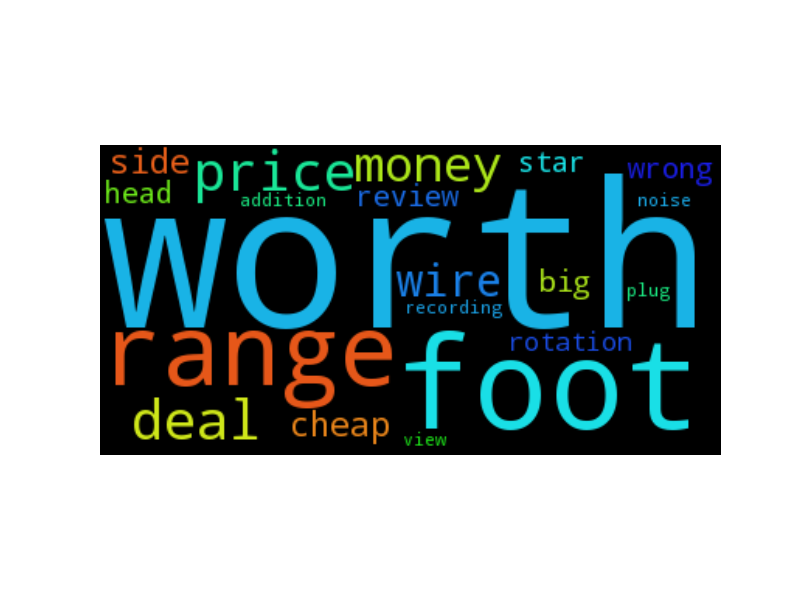 side price money star wrong
head addition review noise
worth
wire big plug
recording
range foot rotation
deal cheap view